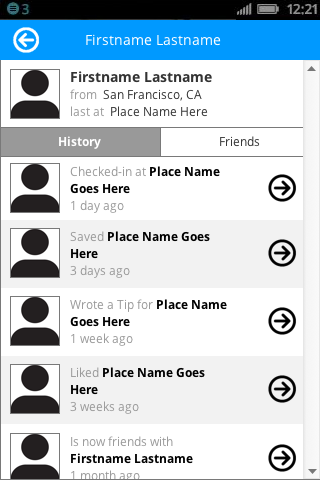 3 12:21
Firstname Lastname
Firstname Lastname
from San Francisco, CA
last at Place Name Here
History Friends
Checked-in at Place Name
Goes Here
1 day ago
Saved Place Name Goes
Here
3 days ago
Wrote a Tip for Place Name
Goes Here
1 week ago
Liked Place Name Goes
Here
3 weeks ago
Is now friends with
Firstname Lastname
1 month ago